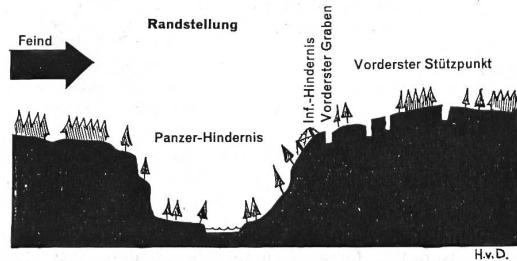 Randstellung
Feind
Inf.-Hindernis
Vorderster Graben
Vorderster Stützpunkt
Panzer-Hindernis
H.v.D.